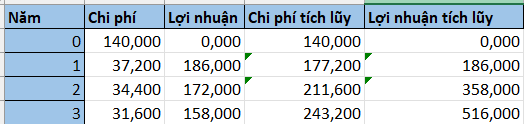 Năm Chi phí Lợi nhuận Chi phí tích lũy Lợi nhuận tích lũy
0 140,000 0,000 140,000 0,000
1 37,200 186,000 177,200 186,000
2 34,400 172,000 211,600 358,000
3 31,600 158,000 243,200 516,000